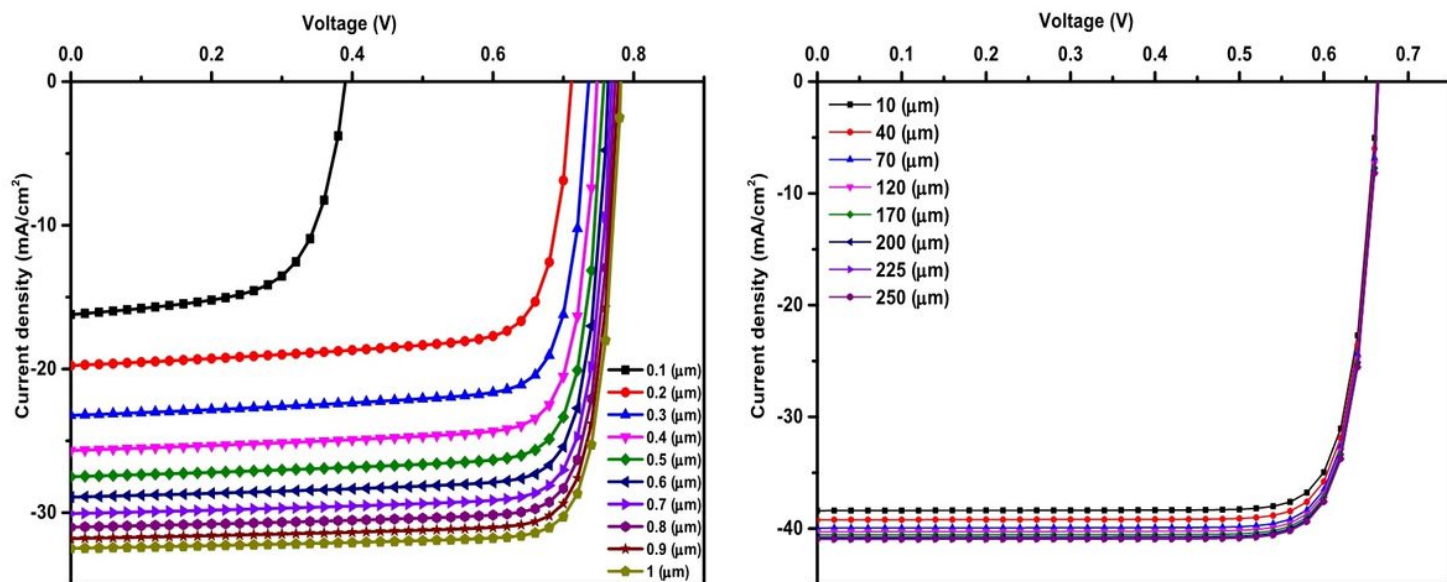 Voltage (V)
0.0 0.2 0.4 0.6 0.8
0
-10
-20
-30
Current density (mA/cm²)
0.1 (μm)
0.2 (μm)
0.3 (μm)
0.4 (μm)
0.5 (μm)
0.6 (μm)
0.7 (μm)
0.8 (μm)
0.9 (μm)
1 (μm)
Voltage (V)
0.0 0.1 0.2 0.3 0.4 0.5 0.6 0.7
0
-10
-20
-30
-40
Current density (mA/cm²)
10 (μm)
40 (μm)
70 (μm)
120 (μm)
170 (μm)
200 (μm)
225 (μm)
250 (μm)